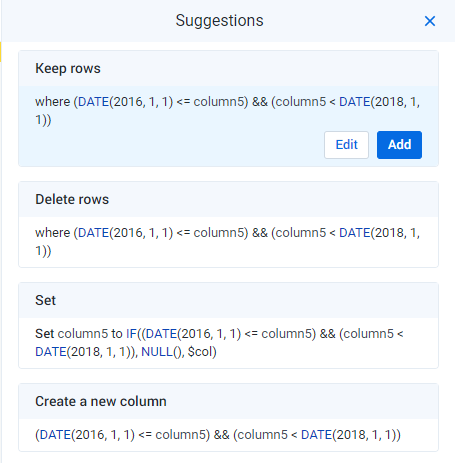 Suggestions
Keep rows
where (DATE(2016, 1, 1) <= column5) && (column5 < DATE(2018, 1,
1))
Edit
Add
Delete rows
where (DATE(2016, 1, 1) <= column5) && (column5 < DATE(2018, 1,
1))
Set
Set column5 to IF((DATE(2016, 1, 1) <= column5) && (column5 <
DATE(2018, 1, 1)), NULL(), $col)
Create a new column
(DATE(2016, 1, 1) <= column5) && (column5 < DATE(2018, 1, 1))